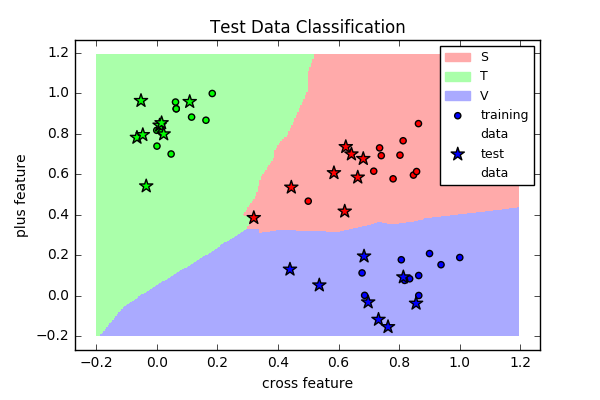 Test Data Classification
1.2
1.0
0.8
0.6
0.4
0.2
0.0
−0.2
plus feature
S
T
V
training
data
test
data
−0.2 0.0 0.2 0.4 0.6 0.8 1.0 1.2
cross feature